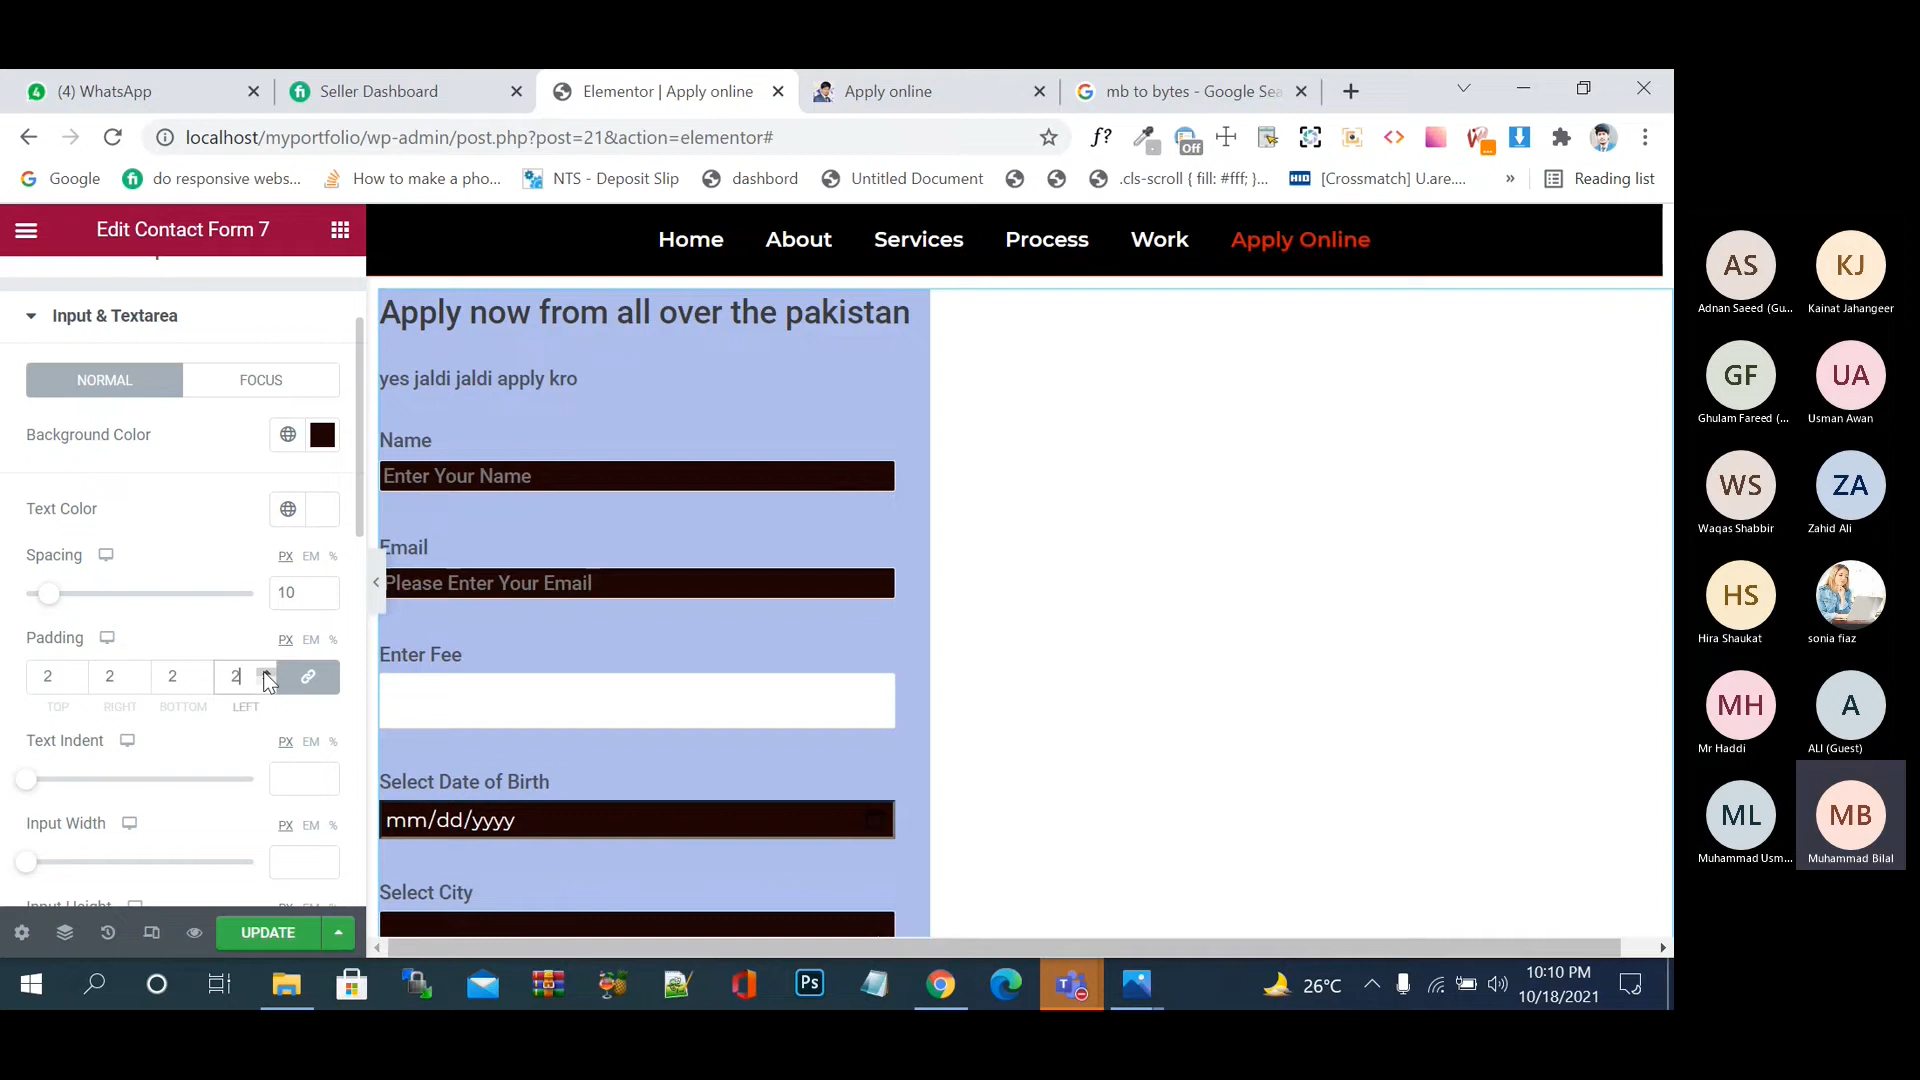 (4) WhatsApp
Seller Dashboard
Elementor | Apply online
Apply online
mb to bytes - Google Sea
localhost/myportfolio/wp-admin/post.php?post=21&action=elementor#
f?
Off
Google
do responsive webs...
How to make a pho...
NTS - Deposit Slip
dashbord
Untitled Document
.cls-scroll { fill: #fff; }...
HID
[Crossmatch] U.are....
»
Reading list
Edit Contact Form 7
Home
About
Services
Process
Work
Apply Online
Input & Textarea
NORMAL
FOCUS
Background Color
Text Color
Spacing
PX EM %
10
Padding
PX EM %
2
2
2
2
TOP
RIGHT
BOTTOM
LEFT
Text Indent
PX EM %
Input Width
PX EM %
Input Height
PX EM %
UPDATE
Apply now from all over the pakistan
yes jaldi jaldi apply kro
Name
Enter Your Name
Email
Please Enter Your Email
Enter Fee
Select Date of Birth
mm/dd/yyyy
Select City
AS
Adnan Saeed (Gu...
KJ
Kainat Jahangeer
GF
Ghulam Fareed (...
UA
Usman Awan
WS
Waqas Shabbir
ZA
Zahid Ali
HS
Hira Shaukat
sonia fiaz
MH
Mr Haddi
A
ALI (Guest)
ML
Muhammad Usm...
MB
Muhammad Bilal
Ps
26°C
10:10 PM
10/18/2021